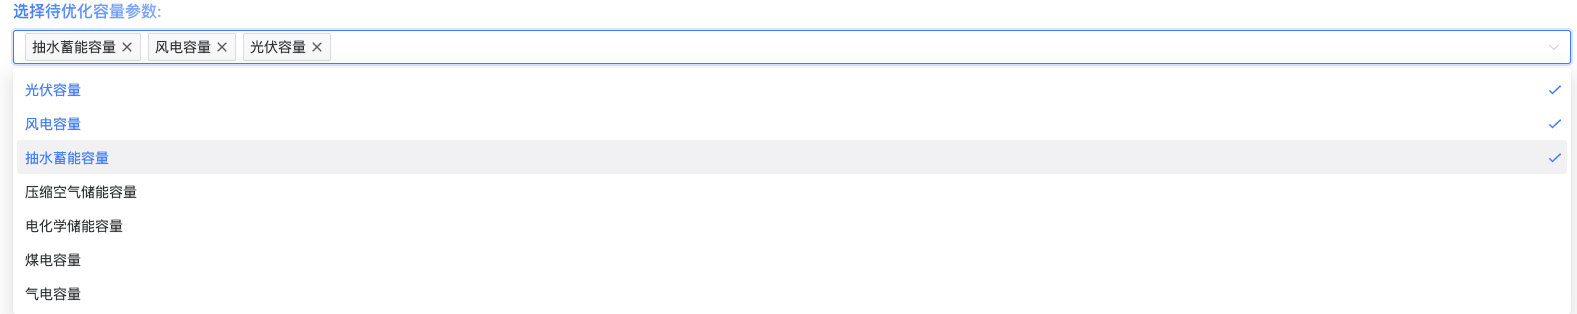 选择待优化容量参数:
抽水蓄能容量 风电容量 光伏容量
光伏容量
风电容量
抽水蓄能容量
压缩空气储能容量
电化学储能容量
煤电容量
气电容量